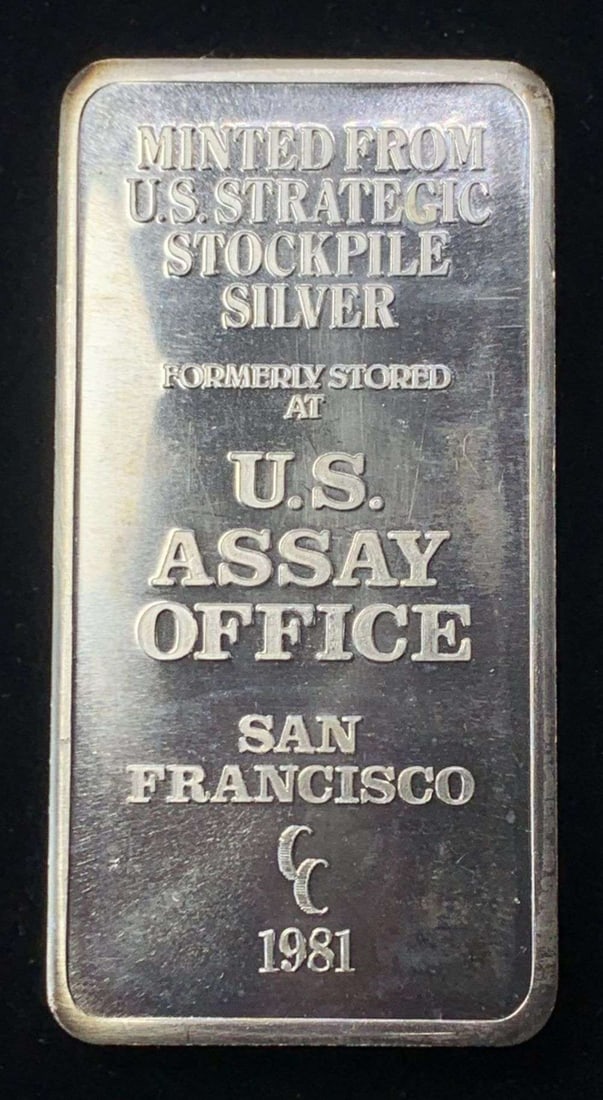 MINTED FROM
U.S. STRATEGIC
STOCKPILE
SILVER
FORMERLY STORED
AT
U.S.
ASSAY
OFFICE
SAN
FRANCISCO
CC
1981